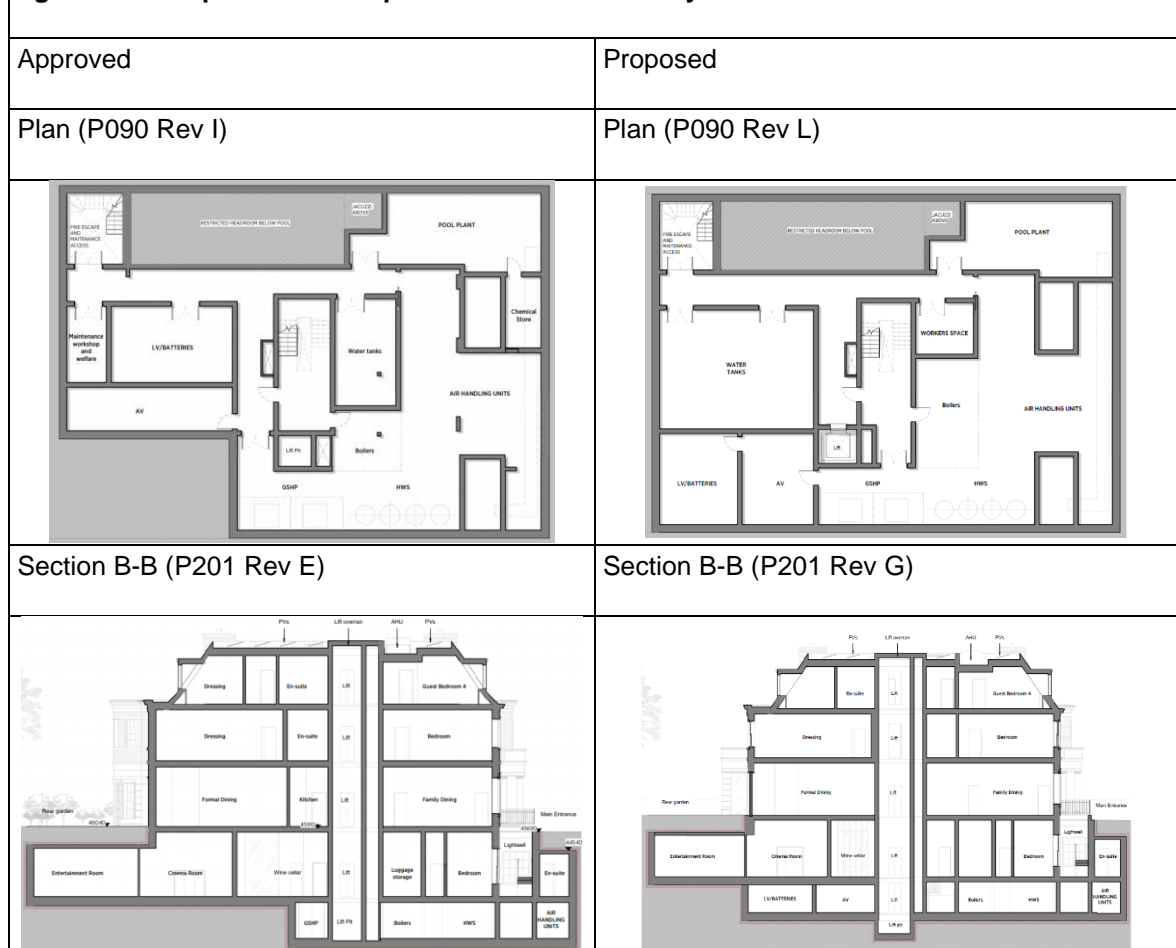 Approved
Proposed
Plan (P090 Rev I)
Plan (P090 Rev L)
FIRE ESCAPE
AND
MAITENANCE
ACCESS
RESTRICTED HEADROOM BELOW POOL
JACUZZI
ABOVE
POOL PLANT
Maintenance
workshop
and
welfare
LV/BATTERIES
Water tanks
Chemical
Store
AIR HANDLING UNITS
AV
Lift Pit
Boilers
GSHP
HWS
FIRE ESCAPE
AND
MAITENANCE
ACCESS
RESTRICTED HEADROOM BELOW POOL
JACUZZI
ABOVE
POOL PLANT
WORKERS SPACE
WATER
TANKS
Boilers
AIR HANDLING UNITS
Lift
LV/BATTERIES
AV
GSHP
HWS
Section B-B (P201 Rev E)
Section B-B (P201 Rev G)
PVs
Lift overran
AHU
PVs
Dressing
En-suite
Lift
Guest Bedroom 4
Dressing
En-suite
Lift
Bedroom
Formal Dining
Kitchen
Lift
Family Dining
Rear garden
46040
Main Entrance
44540
Lightwell
Entertainment Room
Cinema Room
Wine cellar
Lift
Luggage
storage
Bedroom
En-suite
GSHP
Lift Pit
Boilers
HWS
AIR
HANDLING
UNITS
PVs
Lift overran
AHU
PVs
En-suite
Lift
Guest Bedroom 4
Dressing
Lift
Bedroom
Formal Dining
Lift
Family Dining
Rear garden
Main Entrance
Lightwell
Entertainment Room
Cinema Room
Wine cellar
Lift
Bedroom
En-suite
LV/BATTERIES
AV
Lift
Boilers
HWS
AIR
HANDLING
UNITS
Lift pit